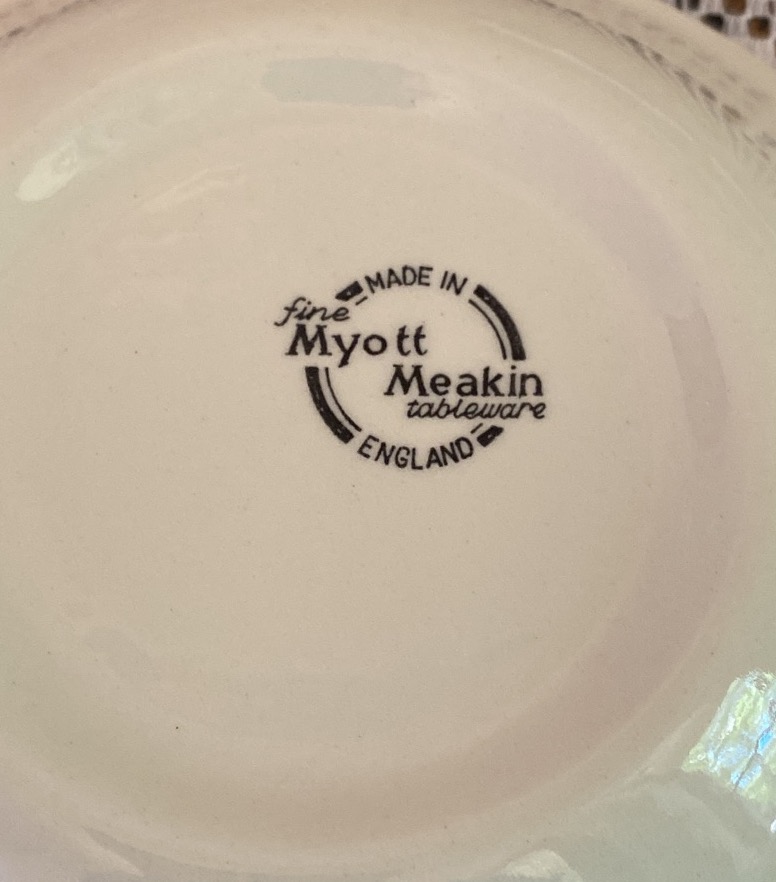 MADE IN
fine
Myott
Meakin
tableware
ENGLAND